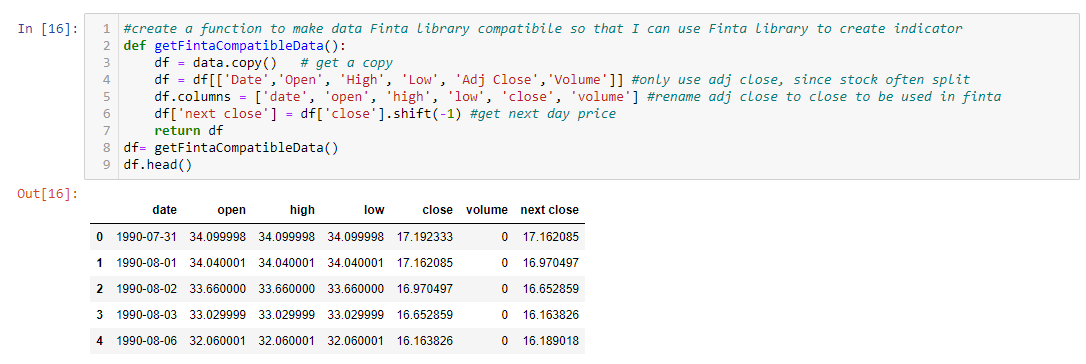 In [16]:
1 #create a function to make data Finta library compatibile so that I can use Finta library to create indicator
2 def getFintaCompatibleData():
3     df = data.copy()   # get a copy
4     df = df[['Date','Open', 'High', 'Low', 'Adj Close','Volume']] #only use adj close, since stock often split
5     df.columns = ['date', 'open', 'high', 'low', 'close', 'volume'] #rename adj close to close to be used in finta
6     df['next close'] = df['close'].shift(-1) #get next day price
7     return df
8 df= getFintaCompatibleData()
9 df.head()
Out[16]:
date open high low close volume next close
0 1990-07-31 34.099998 34.099998 34.099998 17.192333 0 17.162085
1 1990-08-01 34.040001 34.040001 34.040001 17.162085 0 16.970497
2 1990-08-02 33.660000 33.660000 33.660000 16.970497 0 16.652859
3 1990-08-03 33.029999 33.029999 33.029999 16.652859 0 16.163826
4 1990-08-06 32.060001 32.060001 32.060001 16.163826 0 16.189018